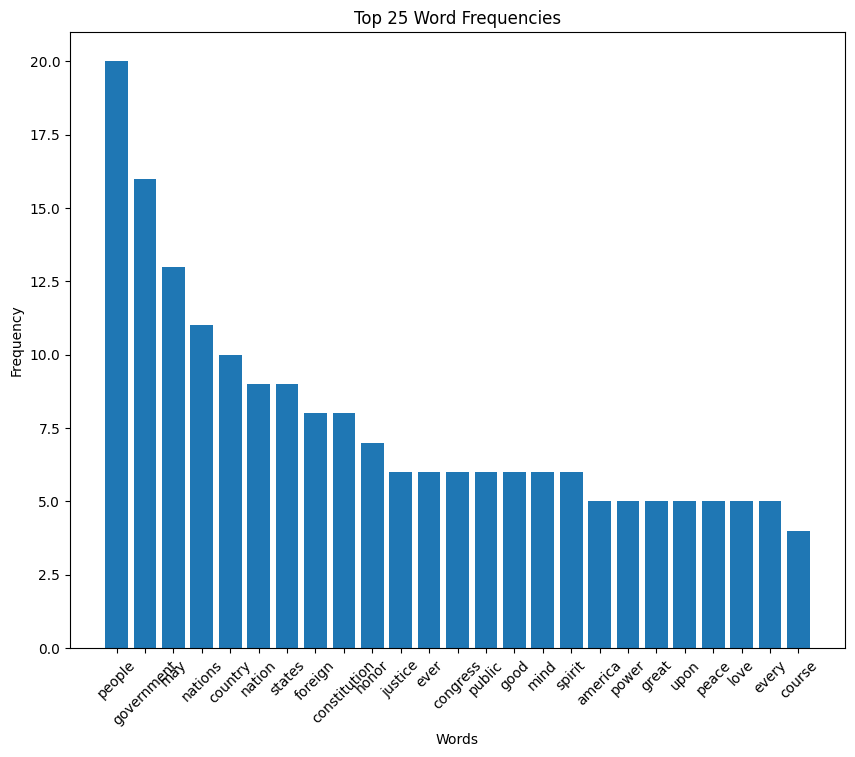 Top 25 Word Frequencies
Frequency
20.0
17.5
15.0
12.5
10.0
7.5
5.0
2.5
0.0
people
government
may
nations
country
nation
states
foreign
constitution
honor
justice
ever
congress
public
good
mind
spirit
america
power
great
upon
peace
love
every
course
Words